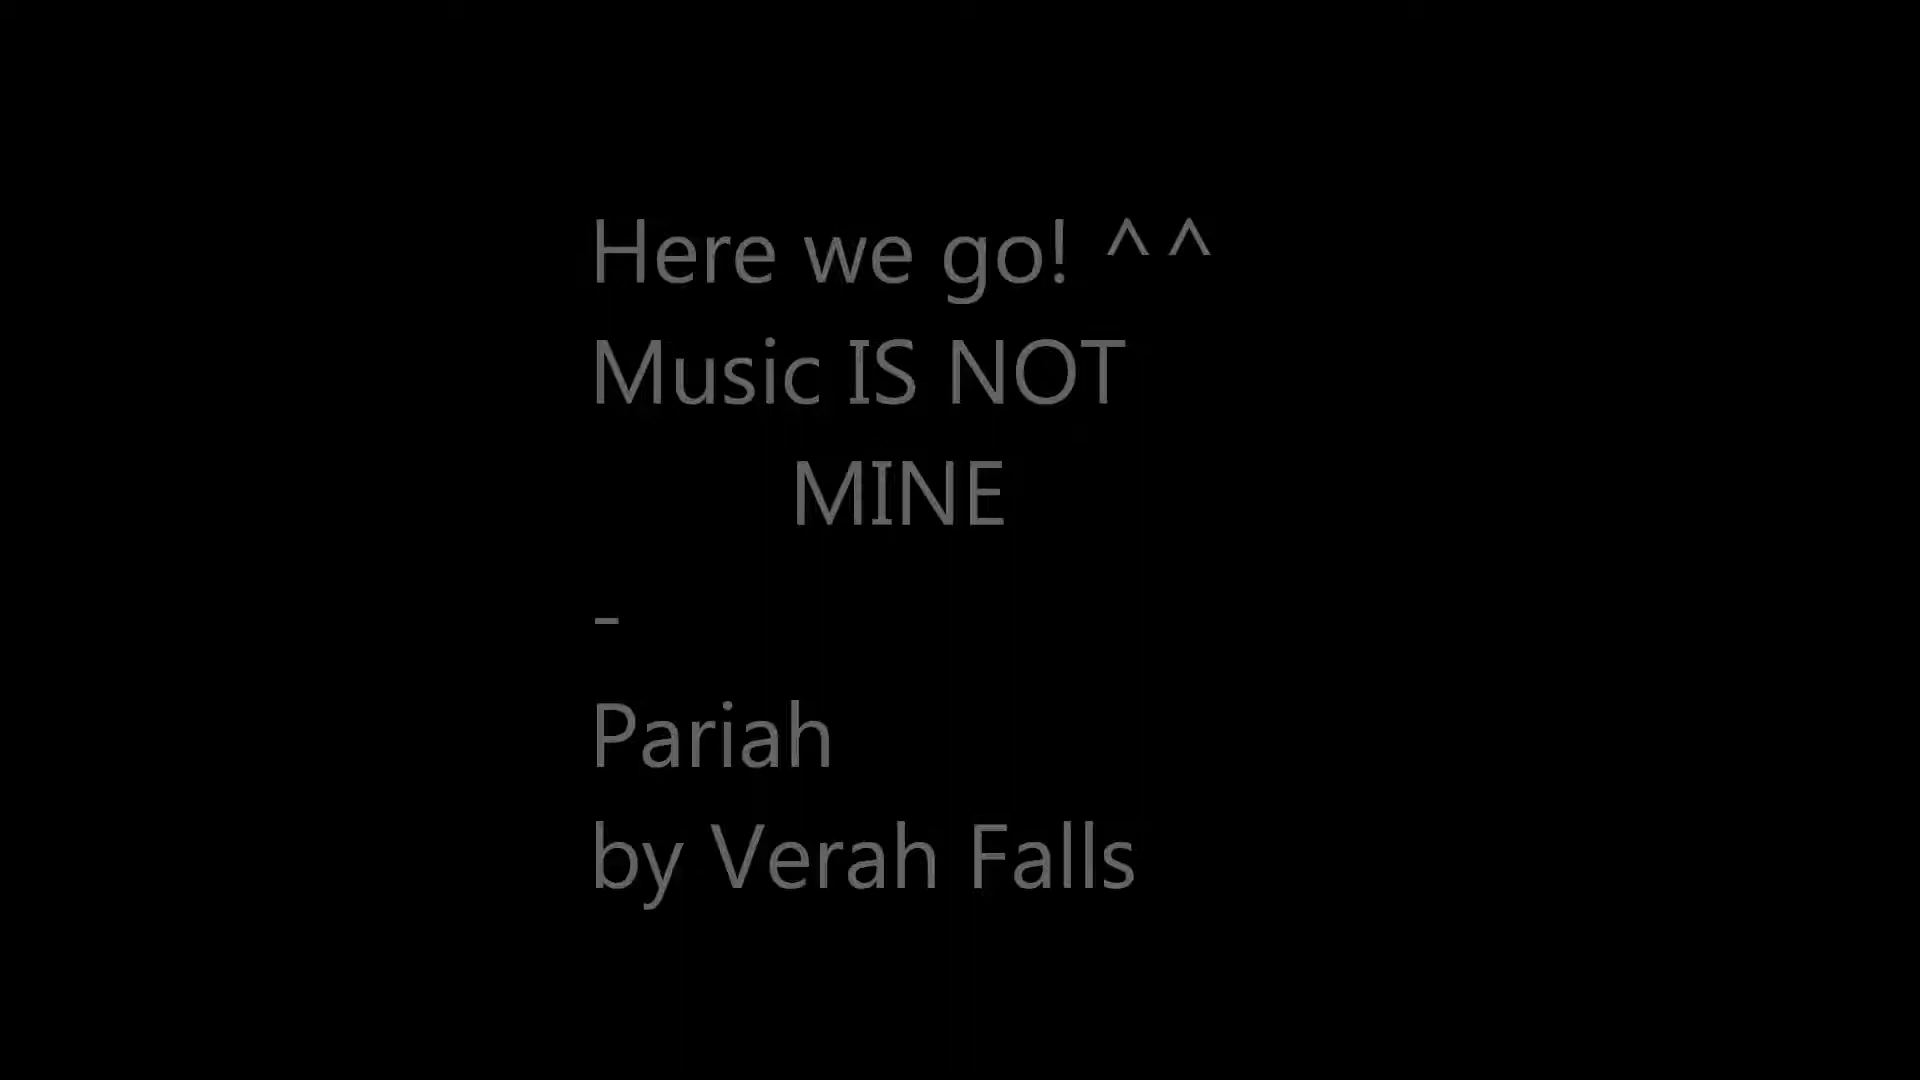 Here we go! ^^
Music IS NOT
MINE
-
Pariah
by Verah Falls